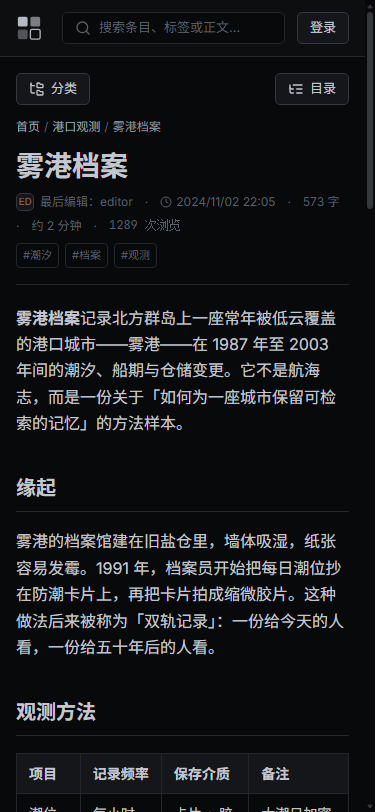 搜索条目、标签或正文...
登录
分类
目录
首页 / 港口观测 / 雾港档案
雾港档案
ED 最后编辑：editor · 2024/11/02 22:05 · 573 字
· 约 2 分钟 · 1289 次浏览
#潮汐 #档案 #观测
雾港档案记录北方群岛上一座常年被低云覆盖
的港口城市——雾港——在 1987 年至 2003
年间的潮汐、船期与仓储变更。它不是航海
志，而是一份关于「如何为一座城市保留可检
索的记忆」的方法样本。
缘起
雾港的档案馆建在旧盐仓里，墙体吸湿，纸张
容易发霉。1991 年，档案员开始把每日潮位抄
在防潮卡片上，再把卡片拍成缩微胶片。这种
做法后来被称为「双轨记录」：一份给今天的人
看，一份给五十年后的人看。
观测方法
项目 记录频率 保存介质 备注